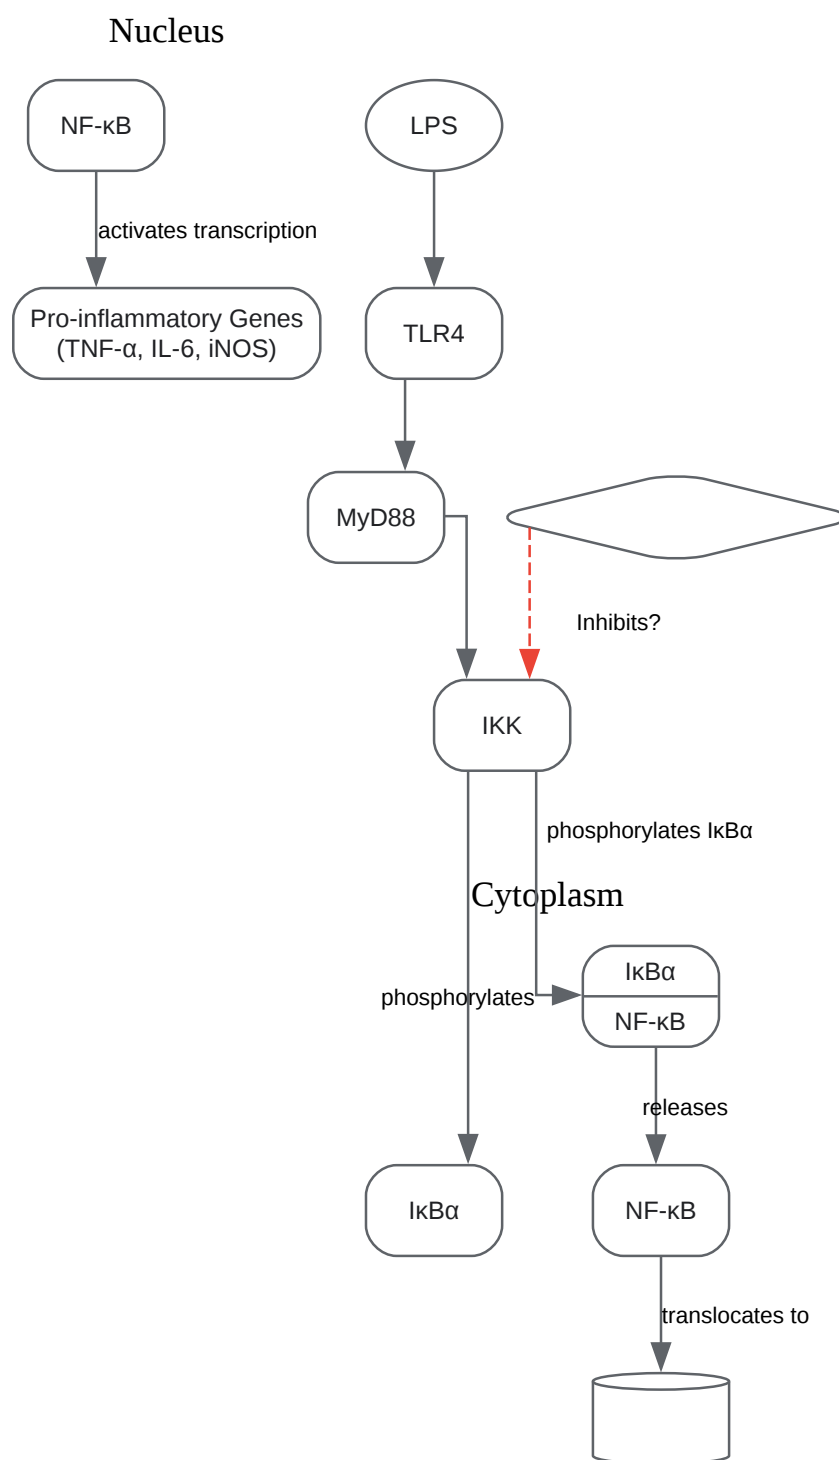 Nucleus
NF-κB
LPS
activates transcription
Pro-inflammatory Genes
(TNF-α, IL-6, iNOS)
TLR4
MyD88
Inhibits?
IKK
phosphorylates IκBα
Cytoplasm
IκBα
phosphorylates
NF-κB
releases
IκBα
NF-κB
translocates to